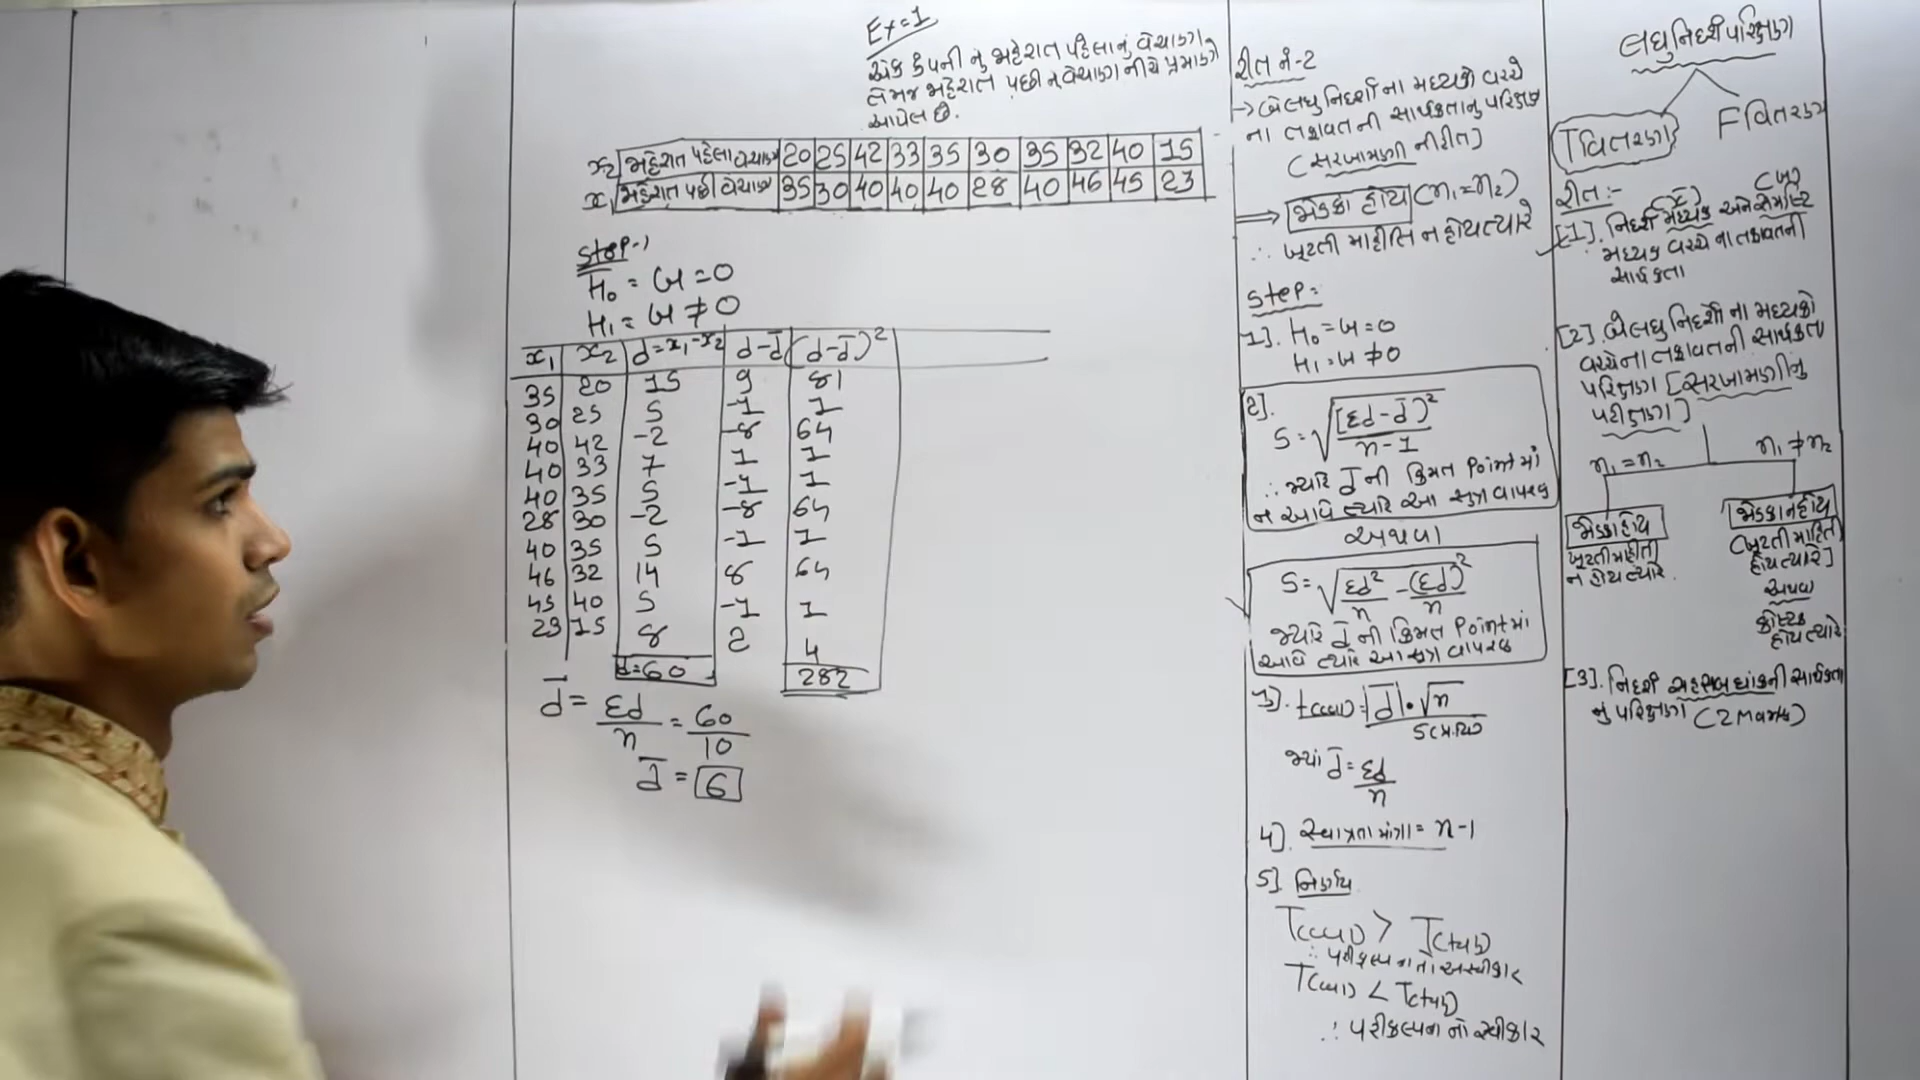 Ex=1
એક કંપની નું જાહેરાત પહેલાનું વેચાણ
તેમજ જાહેરાત પછી નું વેચાણ નીચે પ્રમાણે
આપેલ છે.
x₂ જાહેરાત પહેલા વેચાણ 20 25 42 33 35 30 35 32 40 15
x₁ જાહેરાત પછી વેચાણ 35 30 40 40 40 28 40 46 45 23
Step-1
H₀ = μ = 0
H₁ = μ ≠ 0
x₁ x₂ d=x₁-x₂ d-d̄ (d-d̄)²
35 20 15 9 81
30 25 5 -1 1
40 42 -2 -8 64
40 33 7 1 1
40 35 5 -1 1
28 30 -2 -8 64
40 35 5 -1 1
46 32 14 8 64
45 40 5 -1 1
23 15 8 2 4
d=60 282
d̄ = Σd/n = 60/10
d̄ = 6
રીત નં-2
→ બે લઘુ નિદર્શો ના મધ્યકો વચ્ચે
ના તફાવત ની સાર્થકતાનુ પરિક્ષણ
(સરખામણી ની રીત]
⇒ જોડકા હોય (n₁=n₂)
∴ ખૂટતી માહીતિ ન હોય ત્યારે
Step:
1]. H₀ = μ = 0
H₁ = μ ≠ 0
2].
S = √[Σd-d̄)²/n-1
∴ જ્યારે d̄ ની કિંમત Point માં
ન આવે ત્યારે આ સુત્ર વાપરવુ
અથવા
S = √Σd²/n - (Σd/n)²
જ્યારે d̄ ની કિંમત Point માં
આવે ત્યારે આ સુત્ર વાપરવુ
3]. t(cal) = |d̄|·√n / S(પ્ર.વિ)
જ્યાં d̄ = Σd/n
4]. સ્વાત્રતા માત્રા = n-1
5]. નિર્ણય
T(cal) > T(tab)
∴ પરીકલ્પના નો અસ્વીકાર
T(cal) < T(tab)
∴ પરીકલ્પના નો સ્વીકાર
લઘુ નિદર્શ પરિક્ષણ
T વિતરણ F વિતરણ
રીત:-
[1]. નિદર્શ મધ્યક અને સમષ્ટિ
મધ્યક વચ્ચે ના તફાવતની
સાર્થકતા
[2]. બે લઘુ નિદર્શો ના મધ્યકો
વચ્ચેના તફાવતની સાર્થકતા
પરિક્ષણ [સરખામણીનું
પરીક્ષણ]
n₁=n₂ n₁≠n₂
જોડકા હોય
ખૂટતી માહીતી
ન હોય ત્યારે
જોડકા ન હોય
(ખૂટતી માહિતી
હોય ત્યારે]
અથવા
કોષ્ટક
હોય ત્યારે
[3]. નિદર્શ સહસંબંધાંકની સાર્થકતા
નું પરિક્ષણ (2 Marks)